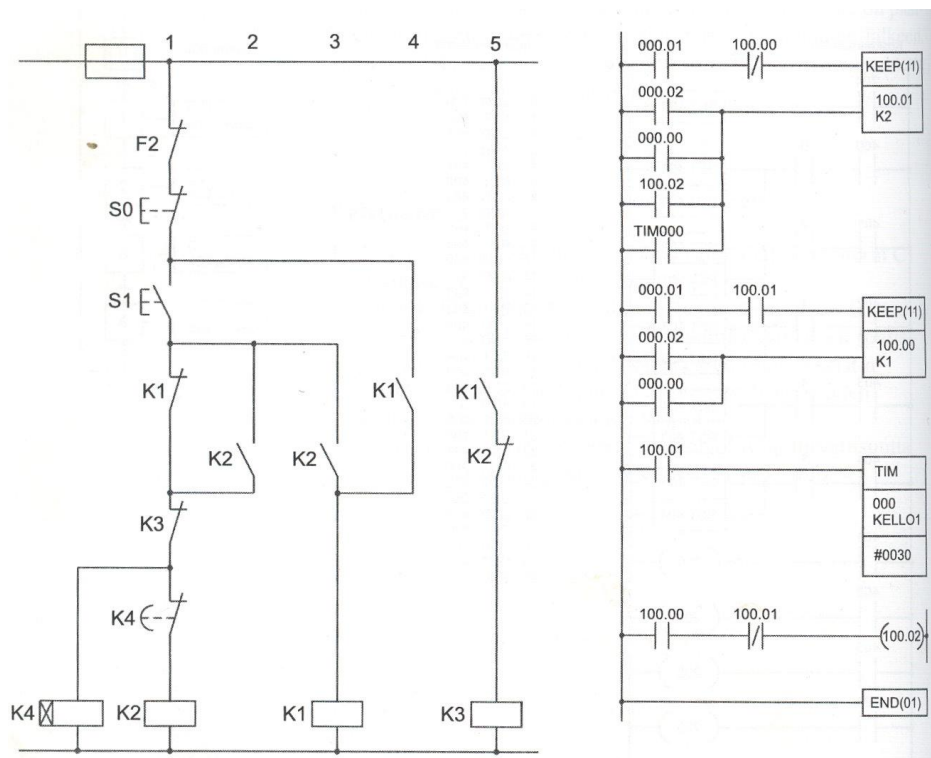 1 2 3 4 5
F2
S0
S1
K1 K1 K1
K2 K2 K2
K3
K4
K4 K2 K1 K3
000.01 100.00
KEEP(11)
000.02
100.01
K2
000.00
100.02
TIM000
000.01 100.01
KEEP(11)
000.02
100.00
K1
000.00
100.01
TIM
000
KELLO1
#0030
100.00 100.01
100.02
END(01)